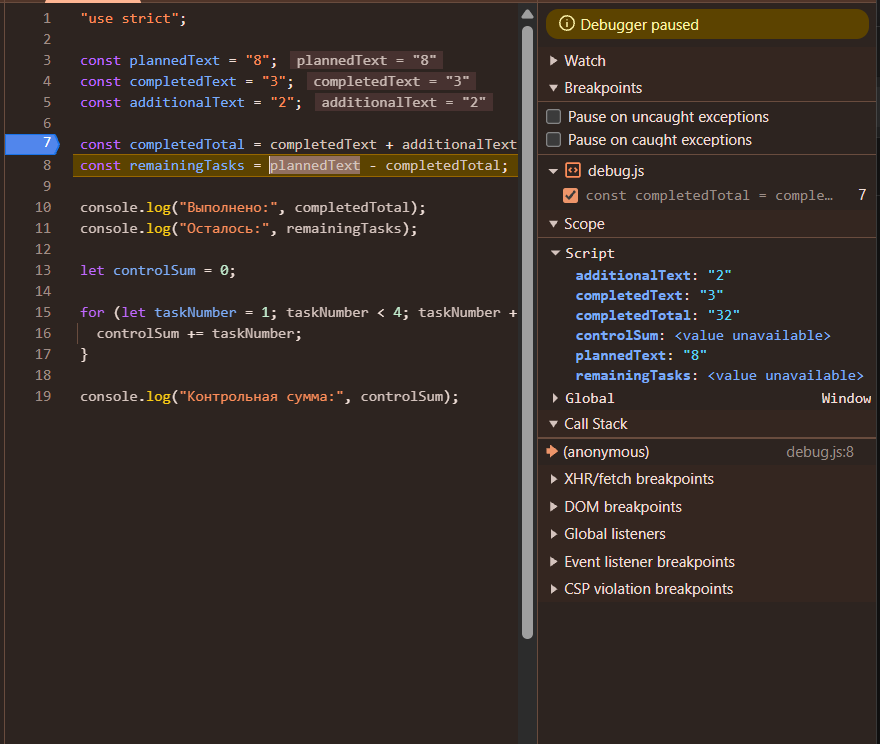 1 "use strict";
2
3 const plannedText = "8"; plannedText = "8"
4 const completedText = "3"; completedText = "3"
5 const additionalText = "2"; additionalText = "2"
6
7 const completedTotal = completedText + additionalText
8 const remainingTasks = plannedText - completedTotal;
9
10 console.log("Выполнено:", completedTotal);
11 console.log("Осталось:", remainingTasks);
12
13 let controlSum = 0;
14
15 for (let taskNumber = 1; taskNumber < 4; taskNumber +
16 controlSum += taskNumber;
17 }
18
19 console.log("Контрольная сумма:", controlSum);
Debugger paused
Watch
Breakpoints
Pause on uncaught exceptions
Pause on caught exceptions
debug.js
const completedTotal = comple… 7
Scope
Script
additionalText: "2"
completedText: "3"
completedTotal: "32"
controlSum: <value unavailable>
plannedText: "8"
remainingTasks: <value unavailable>
Global Window
Call Stack
(anonymous) debug.js:8
XHR/fetch breakpoints
DOM breakpoints
Global listeners
Event listener breakpoints
CSP violation breakpoints